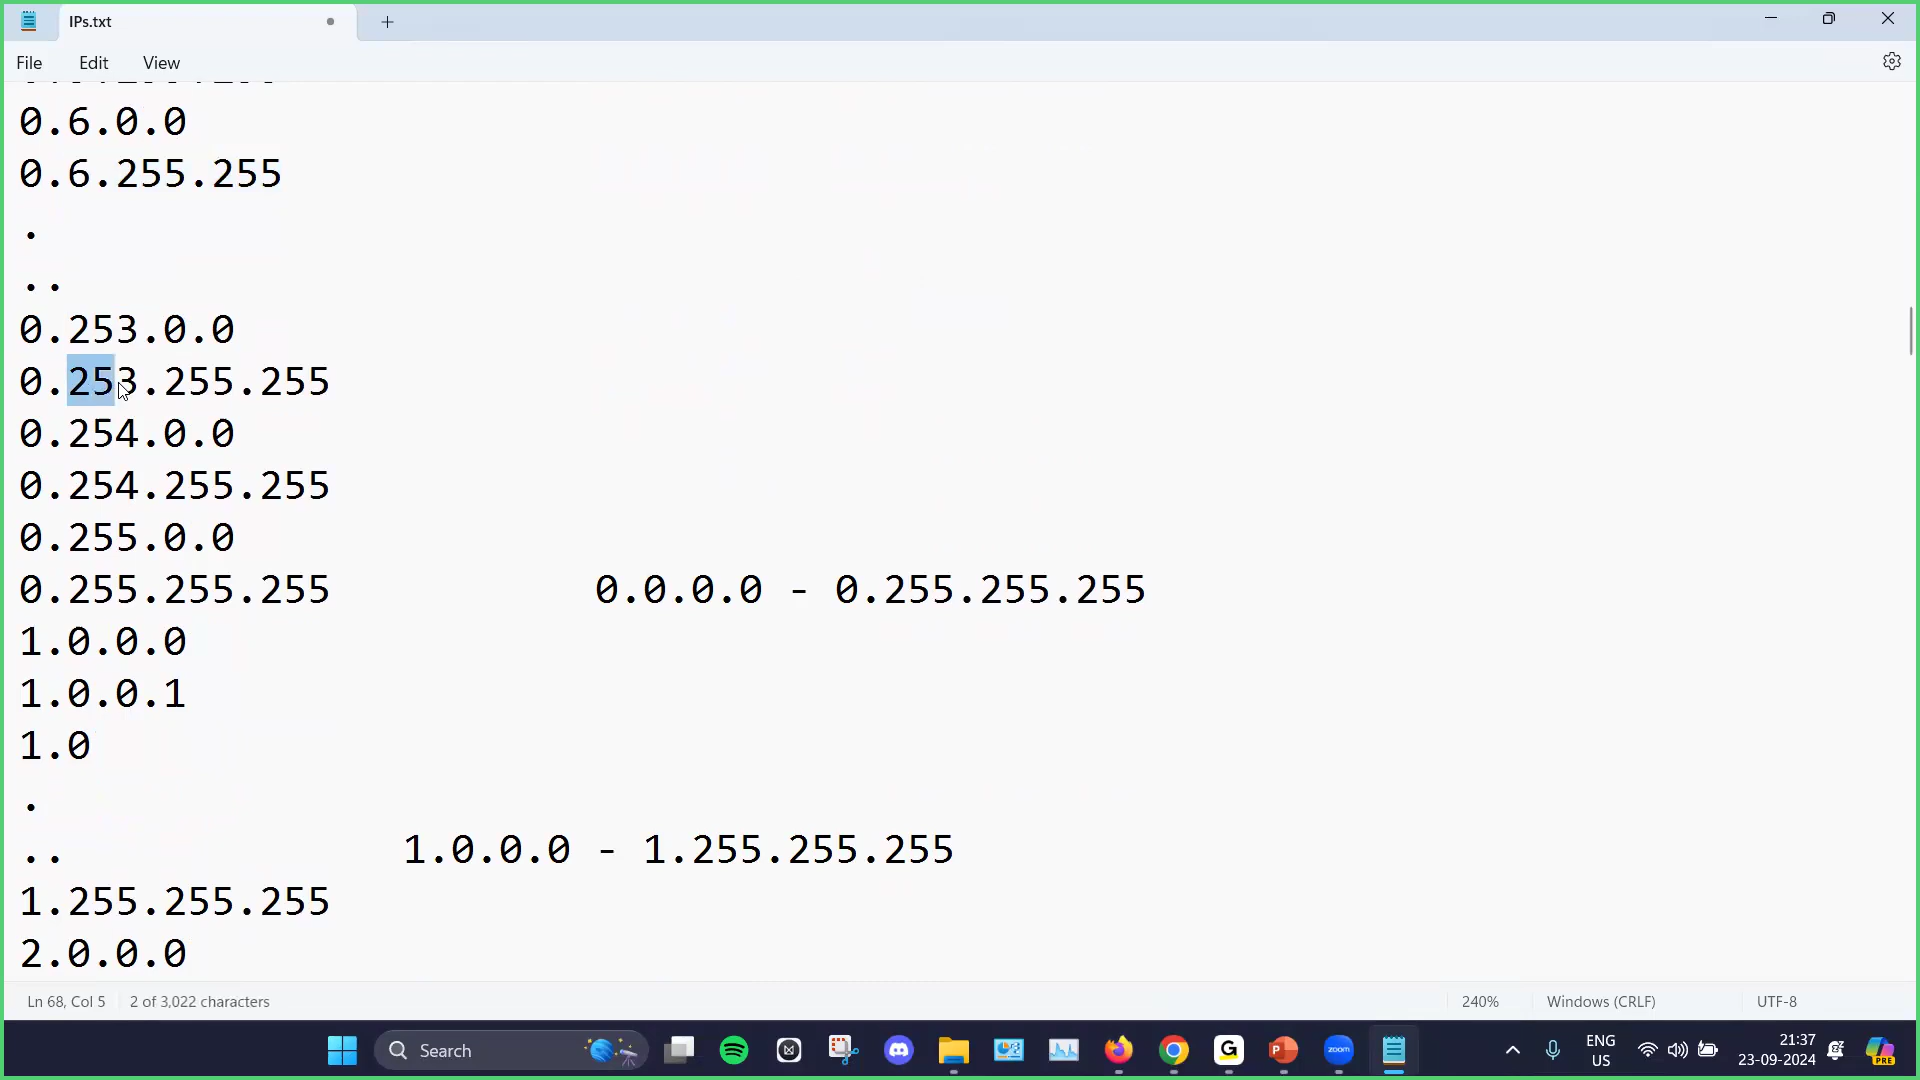 IPs.txt
File Edit View
0.6.0.0
0.6.255.255
.
..
0.253.0.0
0.253.255.255
0.254.0.0
0.254.255.255
0.255.0.0
0.255.255.255 0.0.0.0 - 0.255.255.255
1.0.0.0
1.0.0.1
1.0
.
.. 1.0.0.0 - 1.255.255.255
1.255.255.255
2.0.0.0
Ln 68, Col 5 2 of 3,022 characters 240% Windows (CRLF) UTF-8
Search zoom ENG 21:37
US 23-09-2024 PRE